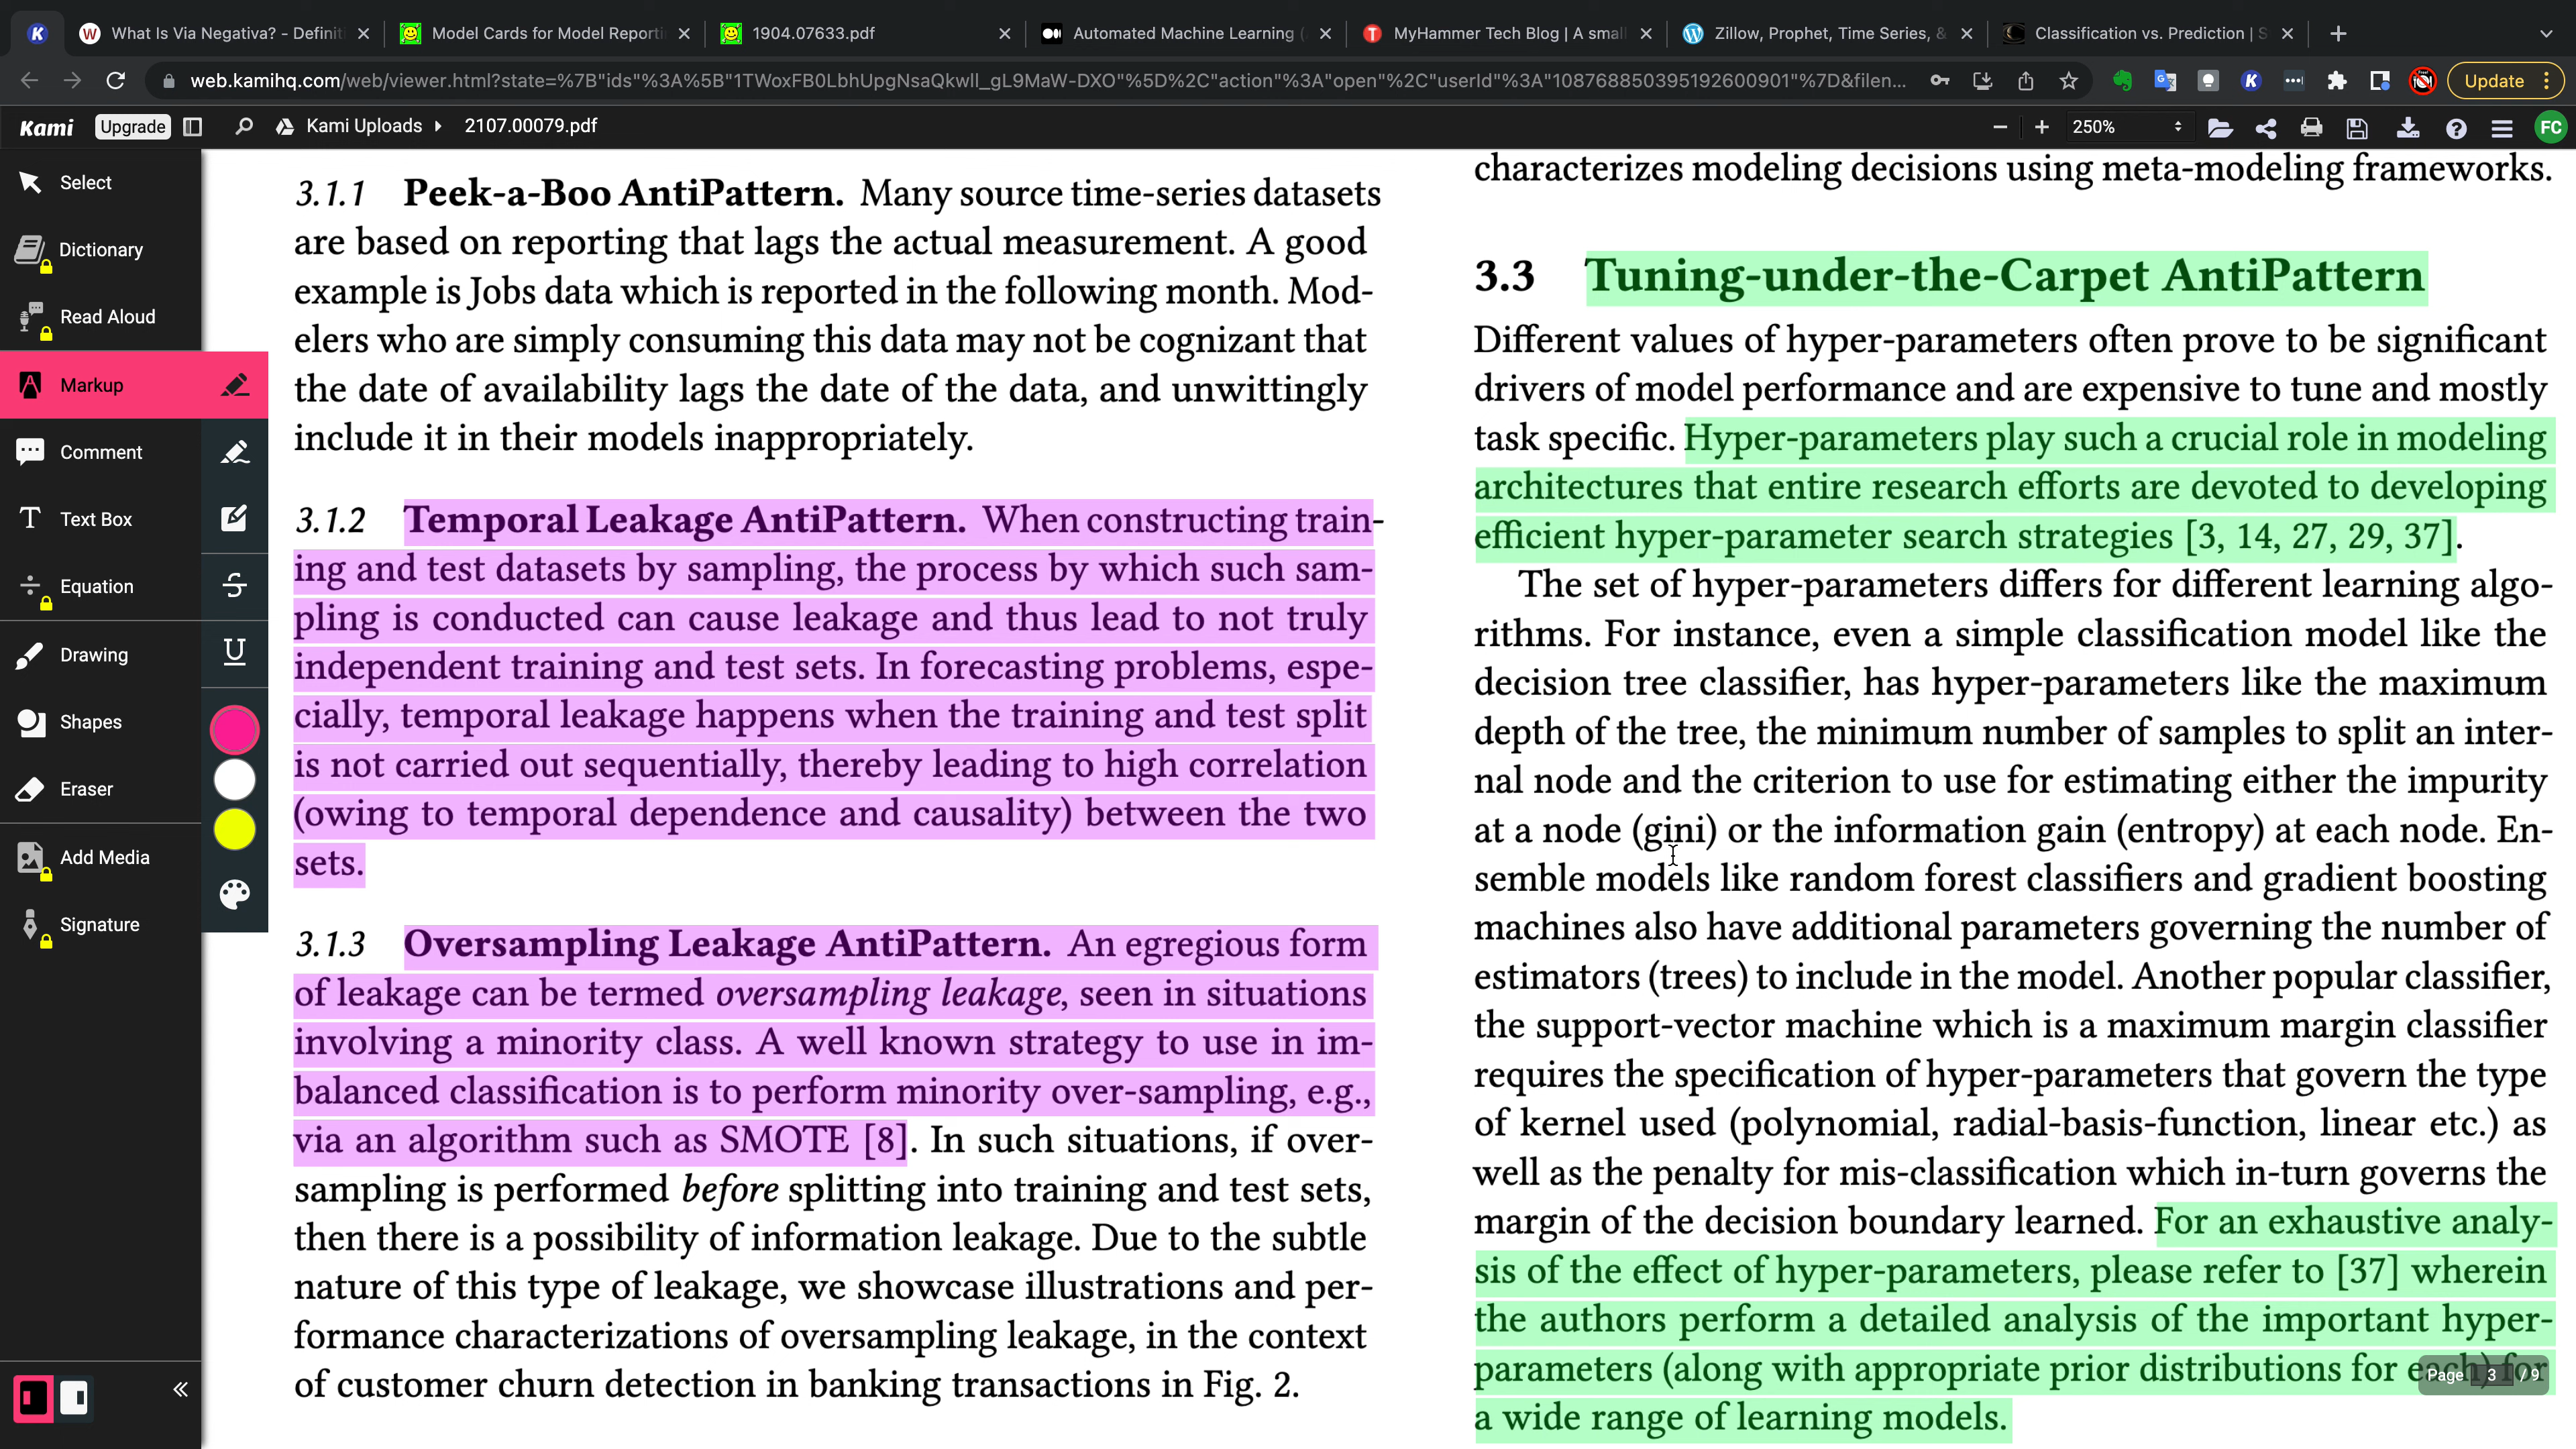 What Is Via Negativa? - Definiti
Model Cards for Model Reporti
1904.07633.pdf
Automated Machine Learning (
MyHammer Tech Blog | A smal
Zillow, Prophet, Time Series, &
Classification vs. Prediction | S
web.kamihq.com/web/viewer.html?state=%7B"ids"%3A%5B"1TWoxFB0LbhUpgNsaQkwIl_gL9MaW-DXO"%5D%2C"action"%3A"open"%2C"userId"%3A"108768850395192600901"%7D&filen...
Update
Kami
Upgrade
Kami Uploads
2107.00079.pdf
250%
FC
Select
Dictionary
Read Aloud
Markup
Comment
Text Box
Equation
Drawing
Shapes
Eraser
Add Media
Signature
3.1.1 Peek-a-Boo AntiPattern. Many source time-series datasets
are based on reporting that lags the actual measurement. A good
example is Jobs data which is reported in the following month. Mod-
elers who are simply consuming this data may not be cognizant that
the date of availability lags the date of the data, and unwittingly
include it in their models inappropriately.
3.1.2 Temporal Leakage AntiPattern. When constructing train-
ing and test datasets by sampling, the process by which such sam-
pling is conducted can cause leakage and thus lead to not truly
independent training and test sets. In forecasting problems, espe-
cially, temporal leakage happens when the training and test split
is not carried out sequentially, thereby leading to high correlation
(owing to temporal dependence and causality) between the two
sets.
3.1.3 Oversampling Leakage AntiPattern. An egregious form
of leakage can be termed oversampling leakage, seen in situations
involving a minority class. A well known strategy to use in im-
balanced classification is to perform minority over-sampling, e.g.,
via an algorithm such as SMOTE [8]. In such situations, if over-
sampling is performed before splitting into training and test sets,
then there is a possibility of information leakage. Due to the subtle
nature of this type of leakage, we showcase illustrations and per-
formance characterizations of oversampling leakage, in the context
of customer churn detection in banking transactions in Fig. 2.
characterizes modeling decisions using meta-modeling frameworks.
3.3 Tuning-under-the-Carpet AntiPattern
Different values of hyper-parameters often prove to be significant
drivers of model performance and are expensive to tune and mostly
task specific. Hyper-parameters play such a crucial role in modeling
architectures that entire research efforts are devoted to developing
efficient hyper-parameter search strategies [3, 14, 27, 29, 37].
The set of hyper-parameters differs for different learning algo-
rithms. For instance, even a simple classification model like the
decision tree classifier, has hyper-parameters like the maximum
depth of the tree, the minimum number of samples to split an inter-
nal node and the criterion to use for estimating either the impurity
at a node (gini) or the information gain (entropy) at each node. En-
semble models like random forest classifiers and gradient boosting
machines also have additional parameters governing the number of
estimators (trees) to include in the model. Another popular classifier,
the support-vector machine which is a maximum margin classifier
requires the specification of hyper-parameters that govern the type
of kernel used (polynomial, radial-basis-function, linear etc.) as
well as the penalty for mis-classification which in-turn governs the
margin of the decision boundary learned. For an exhaustive analy-
sis of the effect of hyper-parameters, please refer to [37] wherein
the authors perform a detailed analysis of the important hyper-
parameters (along with appropriate prior distributions for each) for
a wide range of learning models.
Page 3 / 9